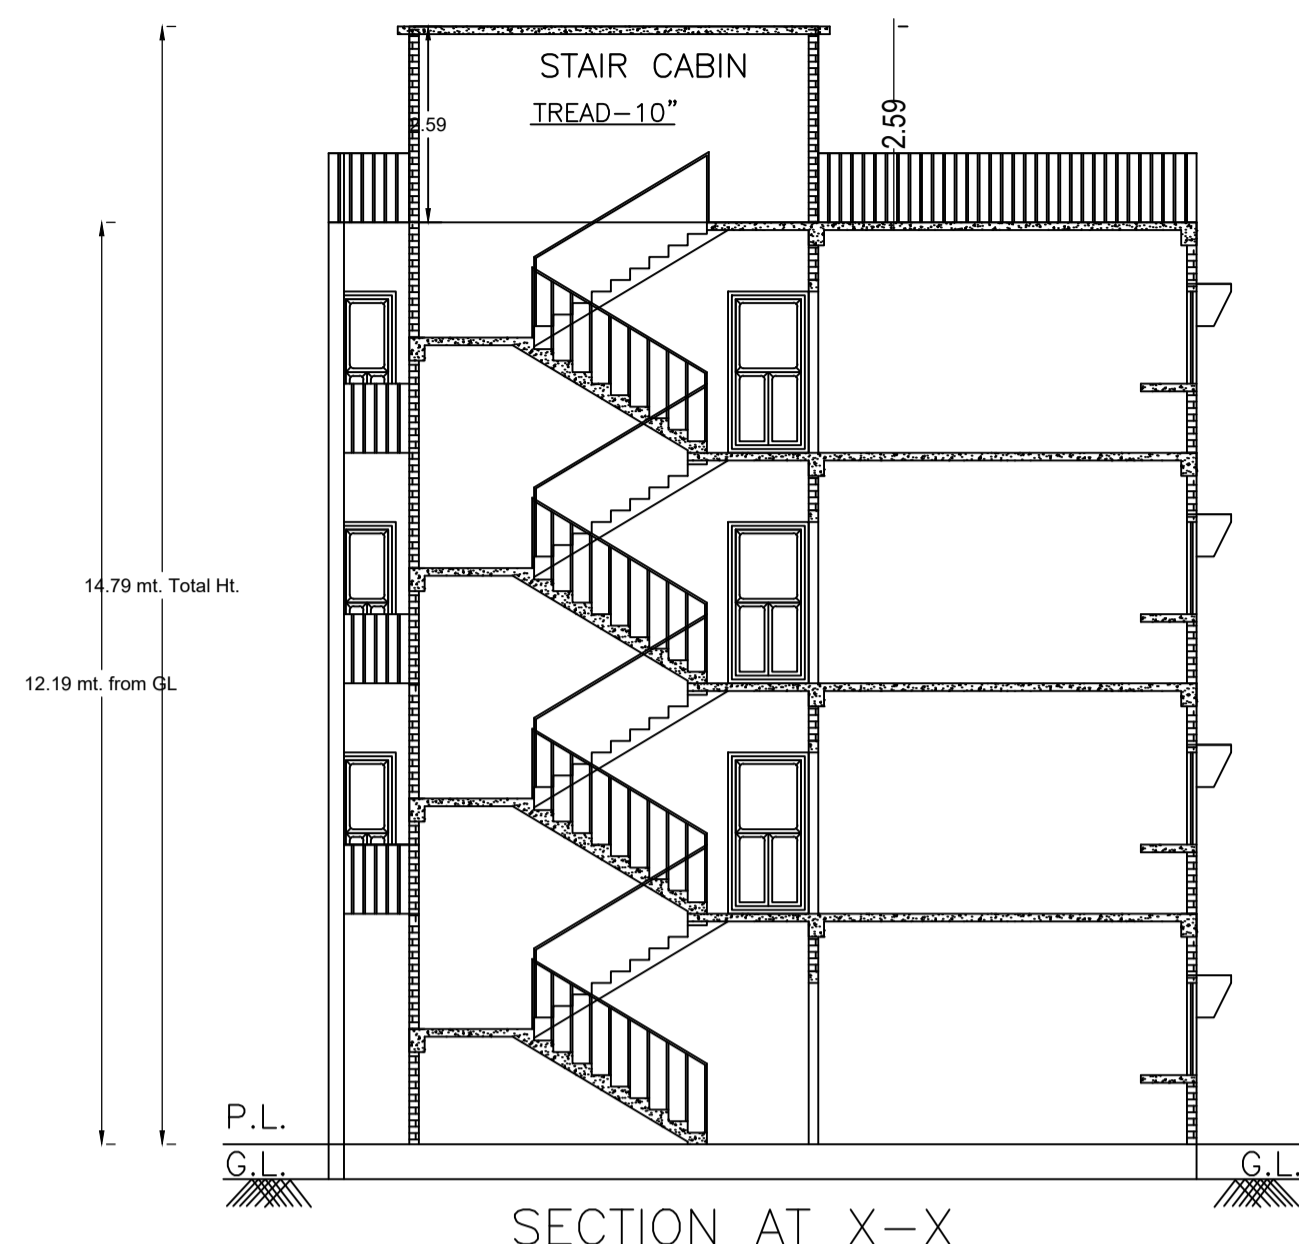 STAIR CABIN
TREAD-10"
2.59
2.59
14.79 mt. Total Ht.
12.19 mt. from GL
P.L.
G.L.
G.L.
SECTION AT X-X